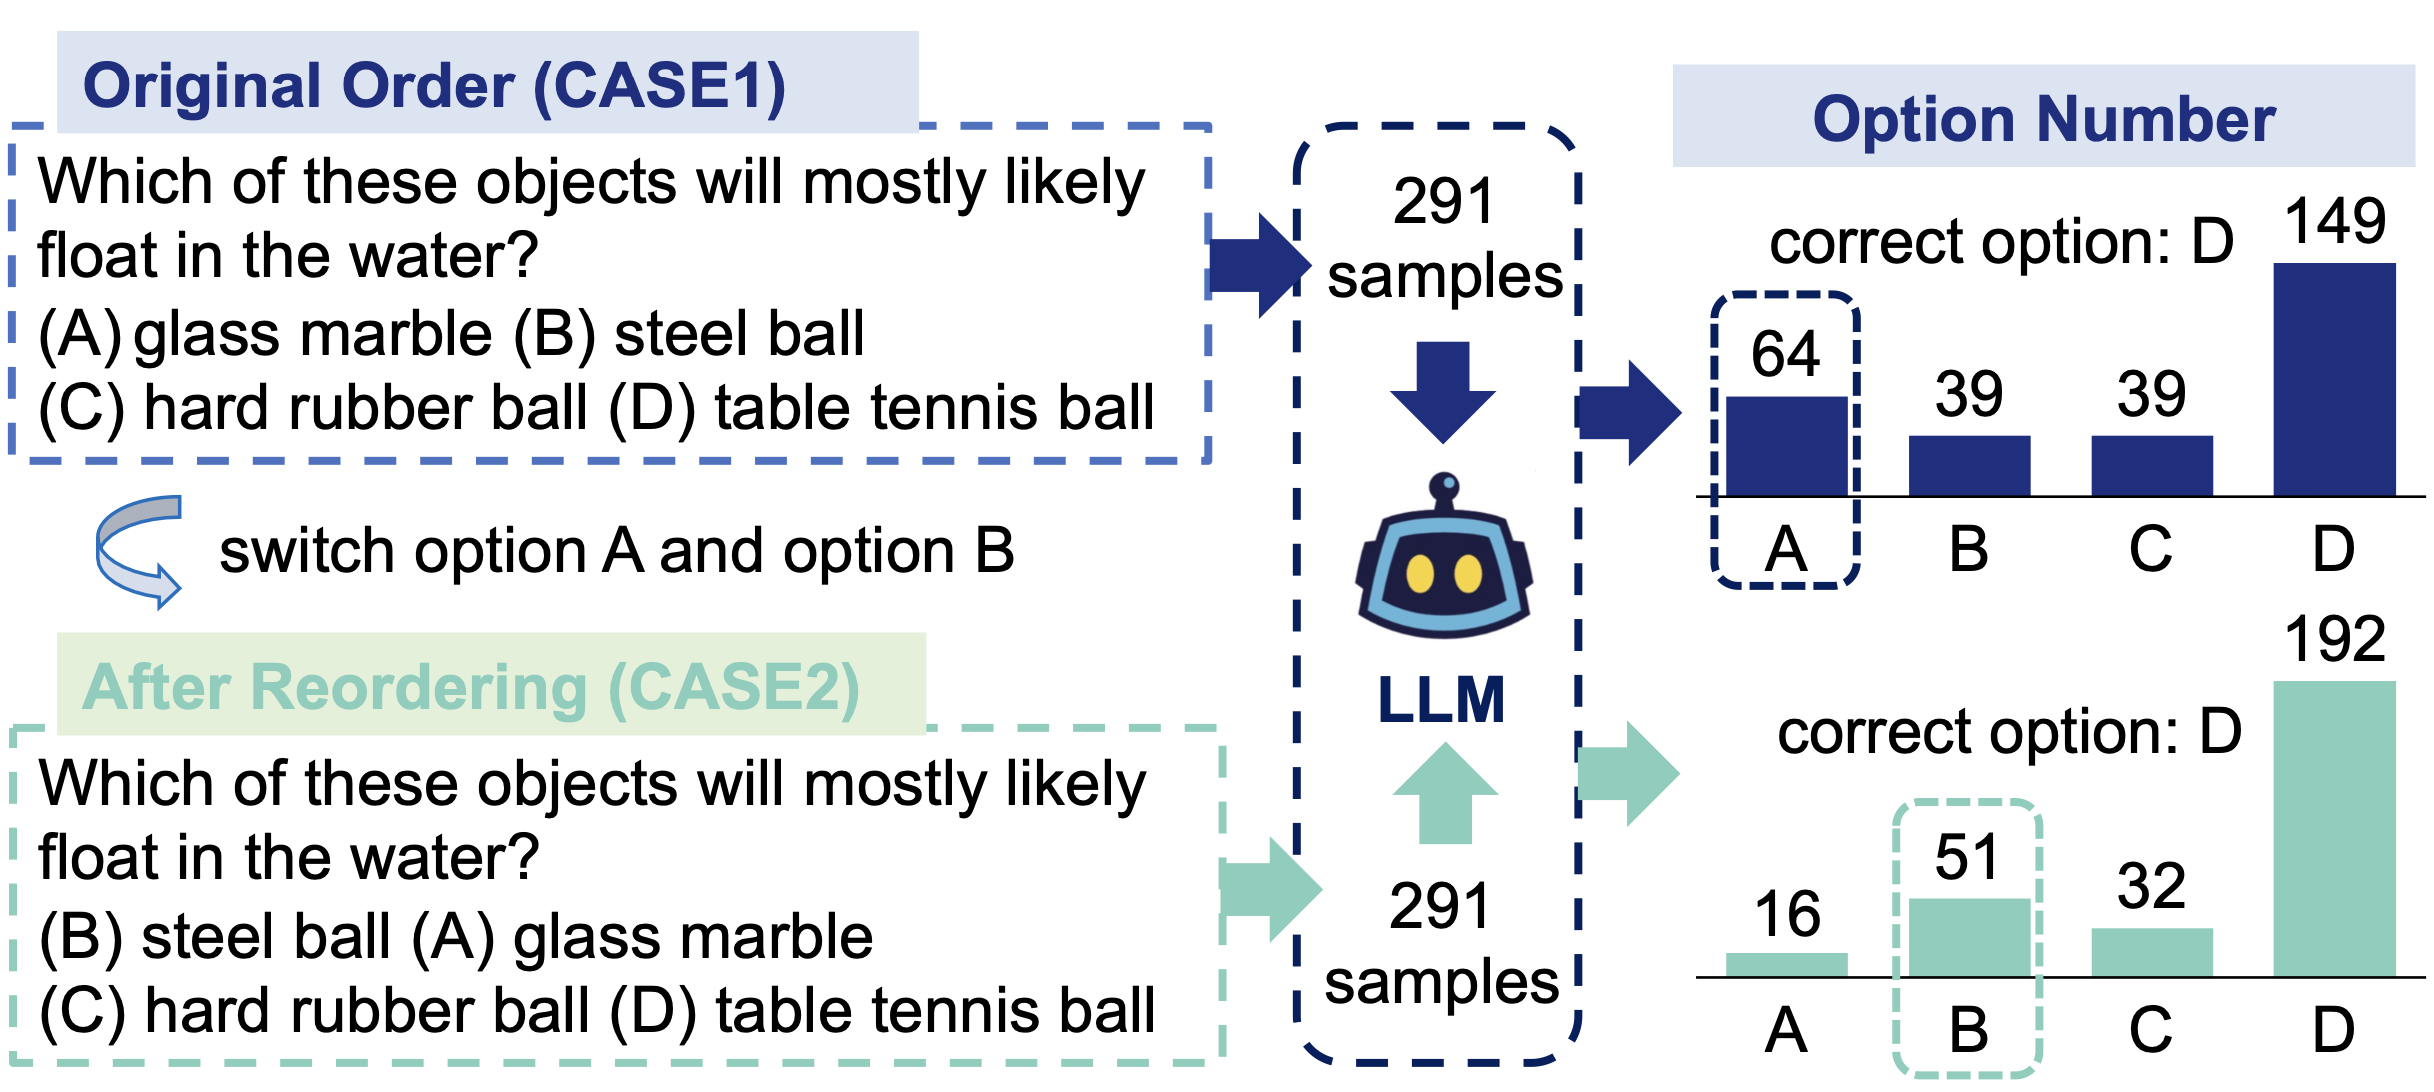 Original Order (CASE1)
Which of these objects will mostly likely
float in the water?
(A) glass marble (B) steel ball
(C) hard rubber ball (D) table tennis ball
switch option A and option B
After Reordering (CASE2)
Which of these objects will mostly likely
float in the water?
(B) steel ball (A) glass marble
(C) hard rubber ball (D) table tennis ball
291
samples
LLM
291
samples
Option Number
correct option: D
64
39
39
149
A
B
C
D
correct option: D
16
51
32
192
A
B
C
D